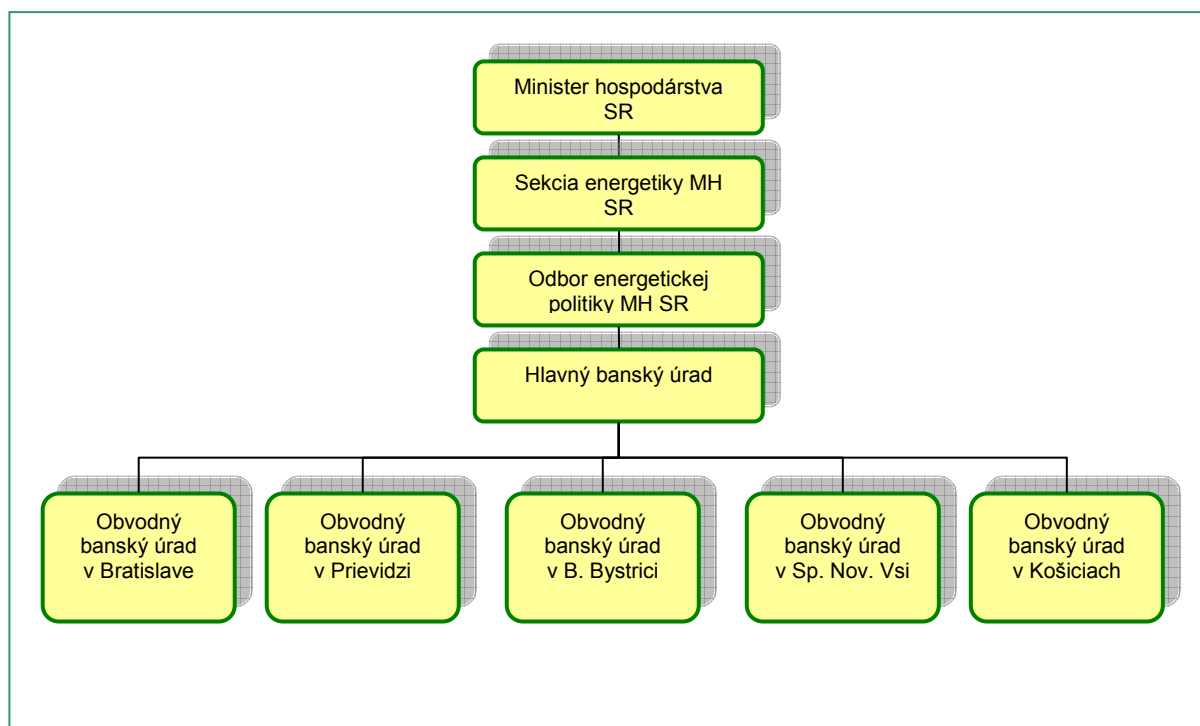 Minister hospodárstva
SR
Sekcia energetiky MH
SR
Odbor energetickej
politiky MH SR
Hlavný banský úrad
Obvodný
banský úrad
v Bratislave
Obvodný
banský úrad
v Prievidzi
Obvodný
banský úrad
v B. Bystrici
Obvodný
banský úrad
v Sp. Nov. Vsi
Obvodný
banský úrad
v Košiciach